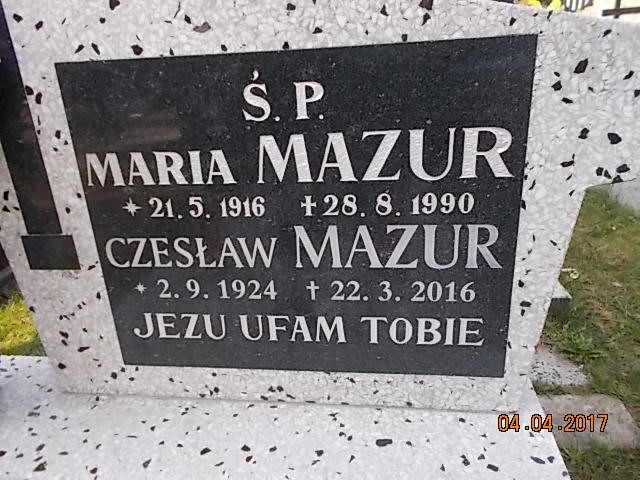 Ś. P.
MARIA MAZUR
* 21. 5. 1916 † 28. 8. 1990
CZESŁAW MAZUR
* 2. 9. 1924 † 22. 3. 2016
JEZU UFAM TOBIE
04.04.2017